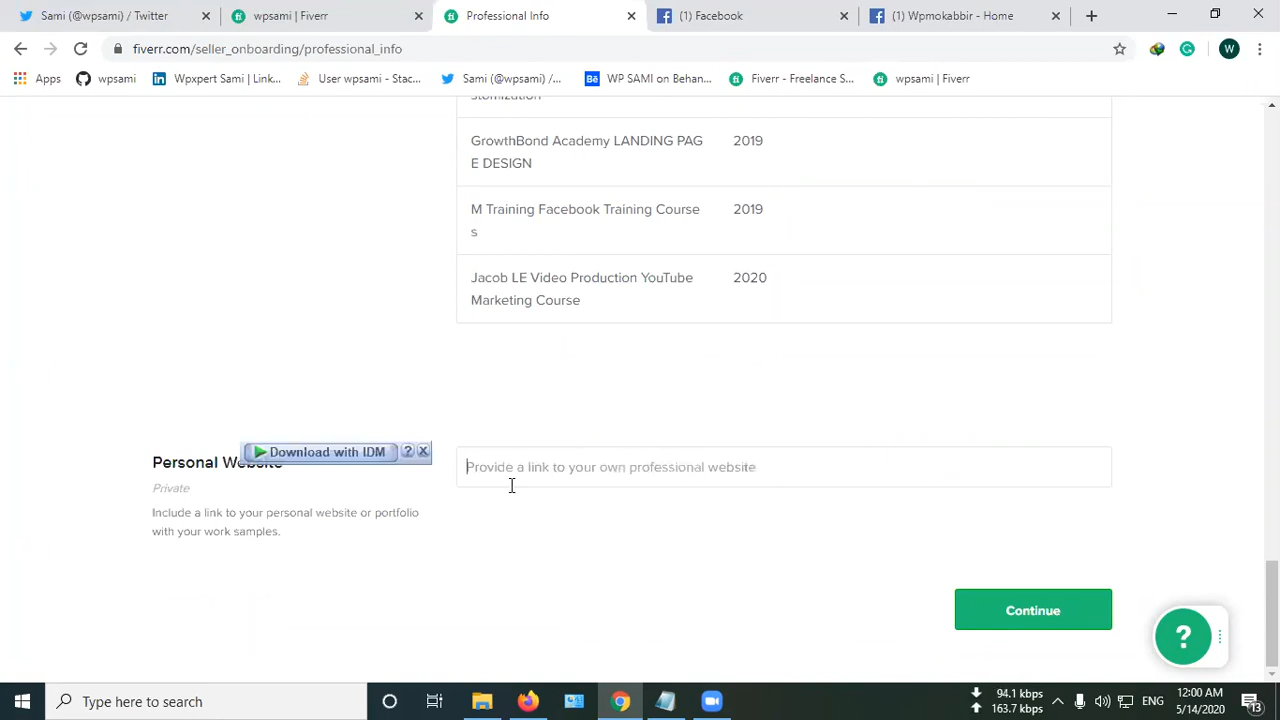 Sami (@wpsami) / Twitter
wpsami | Fiverr
Professional Info
(1) Facebook
(1) Wpmokabbir - Home
fiverr.com/seller_onboarding/professional_info
W
Apps
wpsami
Wpxpert Sami | Link...
User wpsami - Stac...
Sami (@wpsami) /...
WP SAMI on Behan...
Fiverr - Freelance S...
wpsami | Fiverr
stomization
GrowthBond Academy LANDING PAG
E DESIGN
2019
M Training Facebook Training Course
s
2019
Jacob LE Video Production YouTube
Marketing Course
2020
Download with IDM
Personal Website
Private
Include a link to your personal website or portfolio
with your work samples.
Provide a link to your own professional website
Continue
Type here to search
94.1 kbps
163.7 kbps
ENG
12:00 AM
5/14/2020
13